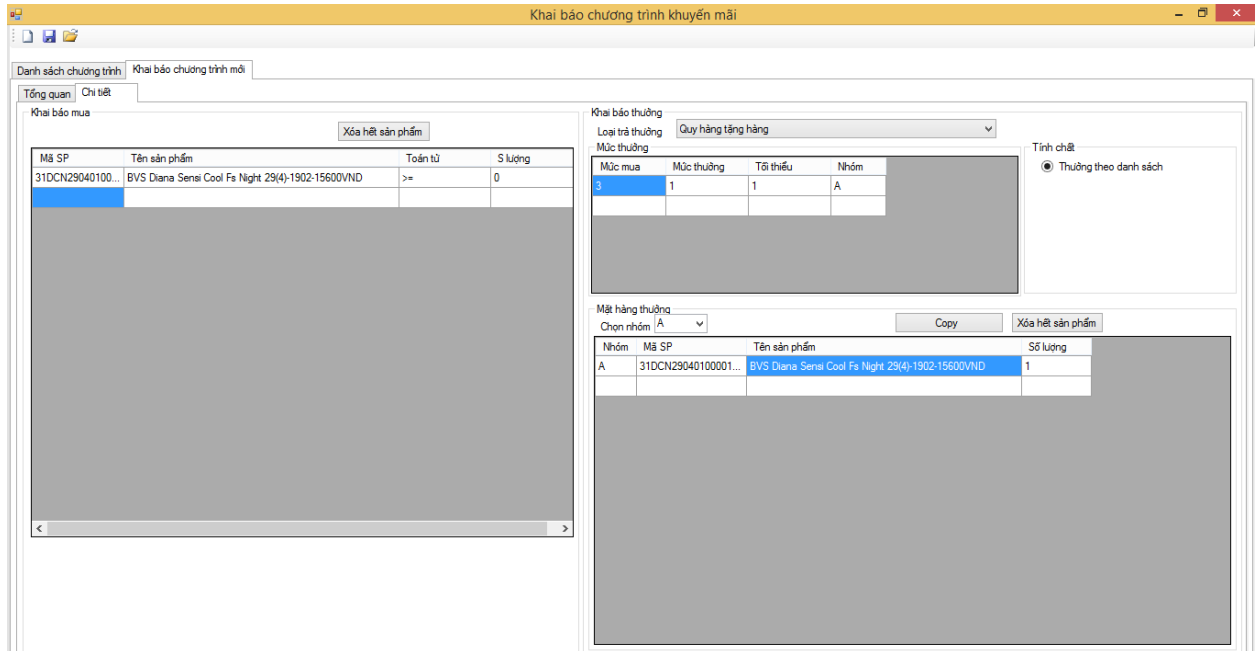 Khai báo chương trình khuyến mãi
Danh sách chương trình Khai báo chương trình mới
Tổng quan Chi tiết
Khai báo mua
Xóa hết sản phẩm
Mã SP Tên sản phẩm Toán tử S lượng
31DCN29040100... BVS Diana Sensi Cool Fs Night 29(4)-1902-15600VND >= 0
Khai báo thưởng
Loại trả thưởng Quy hàng tặng hàng
Mức thưởng
Mức mua Mức thưởng Tối thiểu Nhóm
3 1 1 A
Tính chất
Thưởng theo danh sách
Mặt hàng thưởng
Chọn nhóm A Copy Xóa hết sản phẩm
Nhóm Mã SP Tên sản phẩm Số lượng
A 31DCN29040100001... BVS Diana Sensi Cool Fs Night 29(4)-1902-15600VND 1